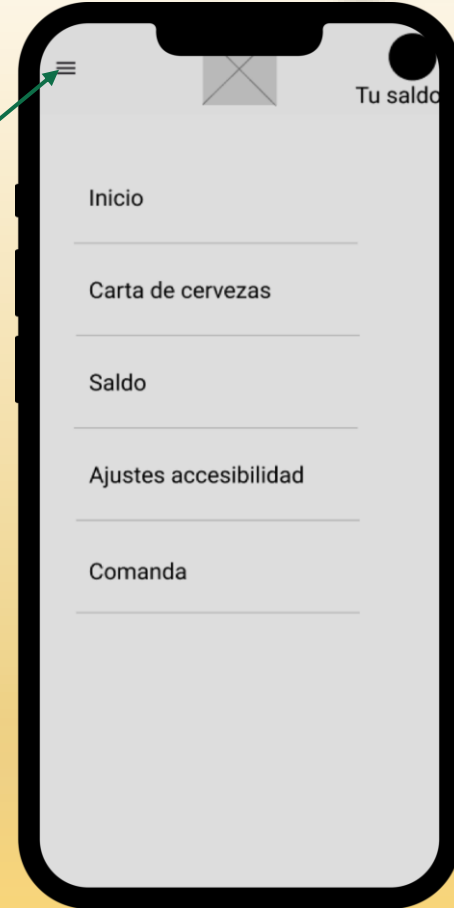 Tu saldo
Inicio
Carta de cervezas
Saldo
Ajustes accesibilidad
Comanda